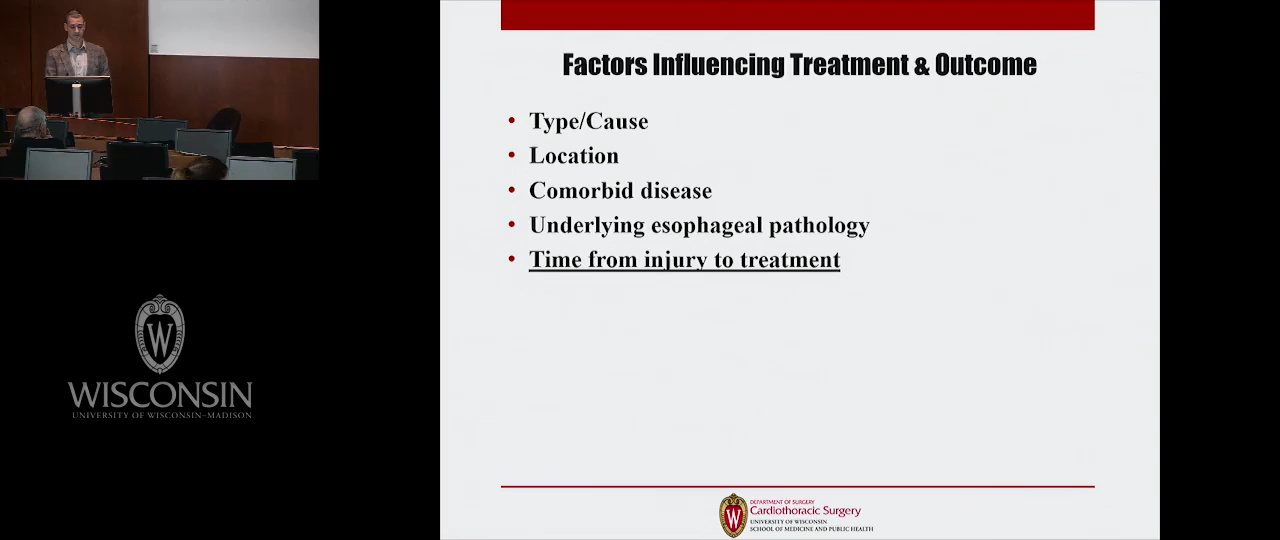 Factors Influencing Treatment & Outcome
• Type/Cause
• Location
• Comorbid disease
• Underlying esophageal pathology
• Time from injury to treatment
W
WISCONSIN
UNIVERSITY OF WISCONSIN–MADISON
W
DEPARTMENT OF SURGERY
Cardiothoracic Surgery
UNIVERSITY OF WISCONSIN
SCHOOL OF MEDICINE AND PUBLIC HEALTH